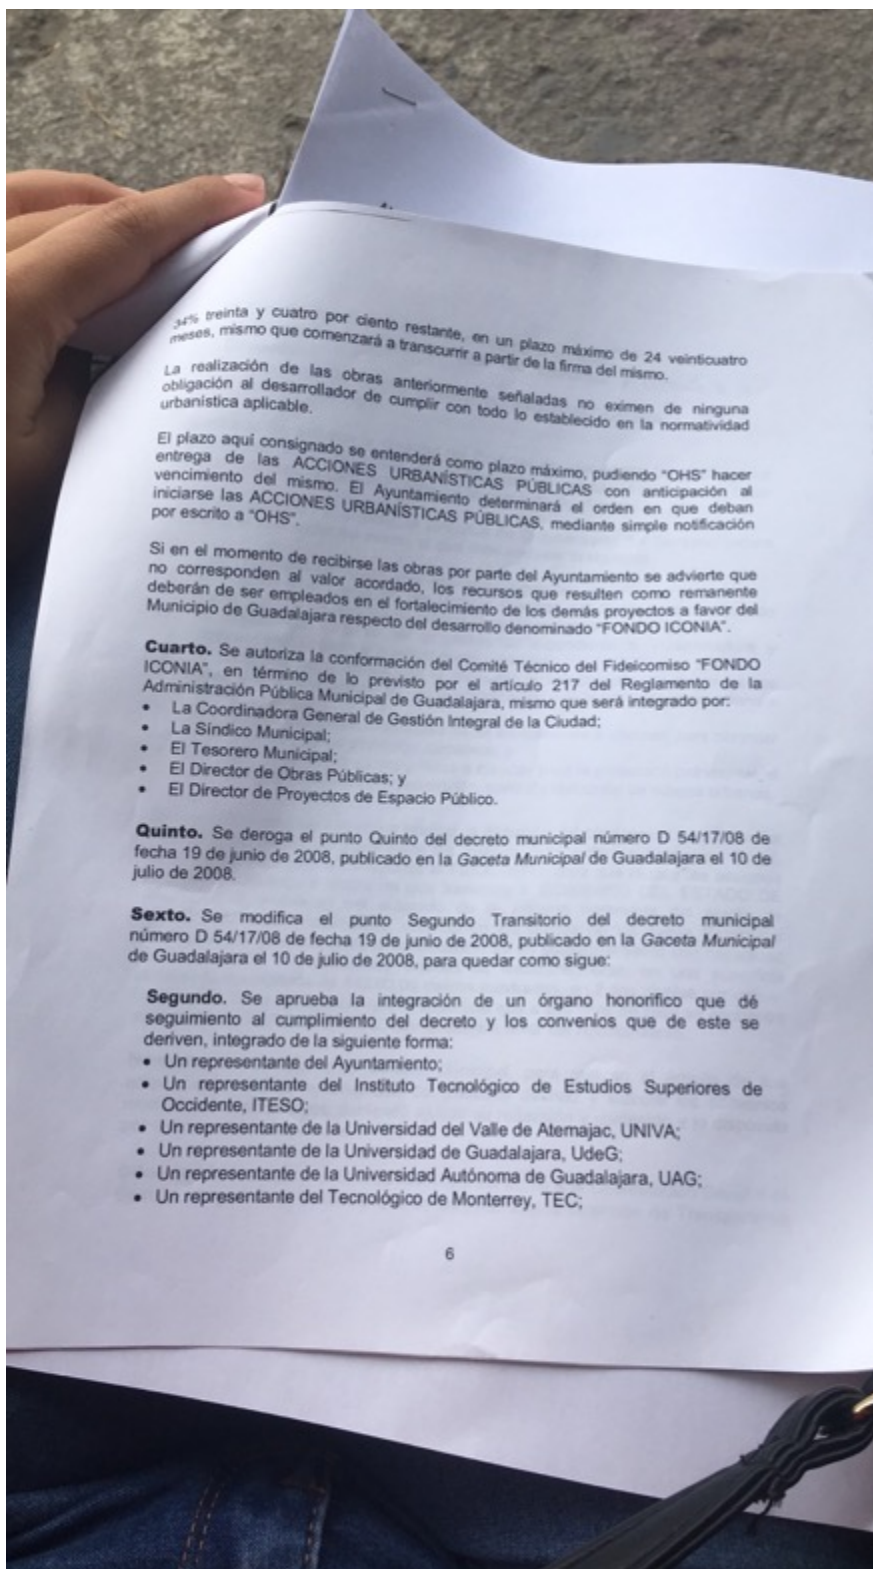 34% treinta y cuatro por ciento restante, en un plazo máximo de 24 veinticuatro
meses, mismo que comenzará a transcurrir a partir de la firma del mismo.
La realización de las obras anteriormente señaladas no eximen de ninguna
obligación al desarrollador de cumplir con todo lo establecido en la normatividad
urbanística aplicable.
El plazo aquí consignado se entenderá como plazo máximo, pudiendo "OHS" hacer
entrega de las ACCIONES URBANÍSTICAS PÚBLICAS con anticipación al
vencimiento del mismo. El Ayuntamiento determinará el orden en que deban
iniciarse las ACCIONES URBANÍSTICAS PÚBLICAS, mediante simple notificación
por escrito a "OHS".
Si en el momento de recibirse las obras por parte del Ayuntamiento se advierte que
no corresponden al valor acordado, los recursos que resulten como remanente
deberán de ser empleados en el fortalecimiento de los demás proyectos a favor del
Municipio de Guadalajara respecto del desarrollo denominado "FONDO ICONIA".
Cuarto. Se autoriza la conformación del Comité Técnico del Fideicomiso "FONDO
ICONIA", en término de lo previsto por el artículo 217 del Reglamento de la
Administración Pública Municipal de Guadalajara, mismo que será integrado por:
• La Coordinadora General de Gestión Integral de la Ciudad;
• La Síndico Municipal;
• El Tesorero Municipal;
• El Director de Obras Públicas; y
• El Director de Proyectos de Espacio Público.
Quinto. Se deroga el punto Quinto del decreto municipal número D 54/17/08 de
fecha 19 de junio de 2008, publicado en la Gaceta Municipal de Guadalajara el 10 de
julio de 2008.
Sexto. Se modifica el punto Segundo Transitorio del decreto municipal
número D 54/17/08 de fecha 19 de junio de 2008, publicado en la Gaceta Municipal
de Guadalajara el 10 de julio de 2008, para quedar como sigue:
Segundo. Se aprueba la integración de un órgano honorífico que dé
seguimiento al cumplimiento del decreto y los convenios que de este se
deriven, integrado de la siguiente forma:
• Un representante del Ayuntamiento;
• Un representante del Instituto Tecnológico de Estudios Superiores de
Occidente, ITESO;
• Un representante de la Universidad del Valle de Atemajac, UNIVA;
• Un representante de la Universidad de Guadalajara, UdeG;
• Un representante de la Universidad Autónoma de Guadalajara, UAG;
• Un representante del Tecnológico de Monterrey, TEC;
6